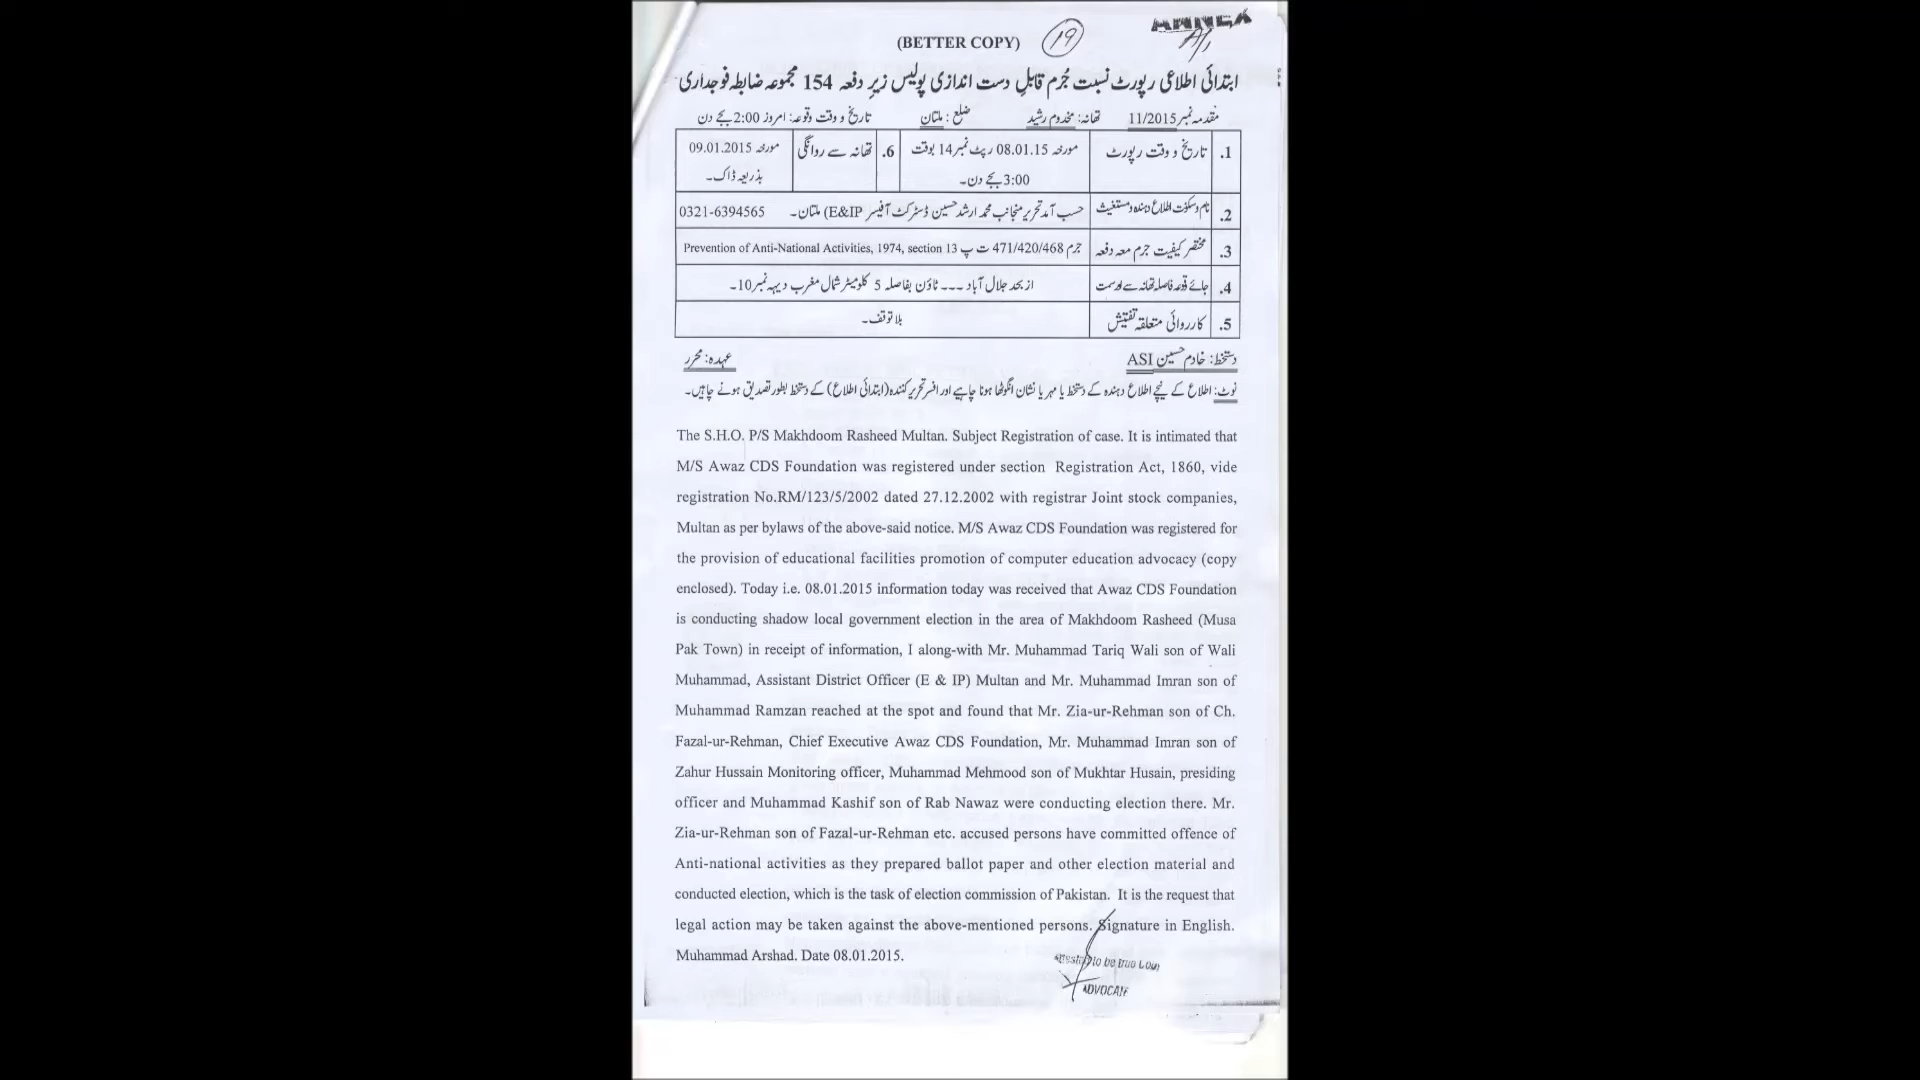 ANNEX
A/1
(BETTER COPY) 19
ابتدائی اطلاعی رپورٹ نسبت جُرم قابلِ دست اندازی پولیس زیرِ دفعہ 154 مجموعہ ضابطہ فوجداری
مقدمہ نمبر 11/2015 تھانہ: مخدوم رشید ضلع: ملتان تاریخ و وقت وقوعہ: امروز 2:00 بجے دن
1. تاریخ و وقت رپورٹ مورخہ 08.01.15 رپٹ نمبر 14 بوقت 3:00 بجے دن۔ 6. تھانہ سے روانگی مورخہ 09.01.2015 بذریعہ ڈاک۔
2. نام و سکونت اطلاع دہندہ و مستغیث حسب آمد تحریر منجانب محمد ارشد حسین ڈسٹرکٹ آفیسر E&IP) ملتان۔ 0321-6394565
3. مختصر کیفیت جرم معہ دفعہ جرم 471/420/468 ت پ Prevention of Anti-National Activities, 1974, section 13
4. جائے وقوعہ فاصلہ تھانہ سے اور سمت از بحد جلال آباد ۔۔۔ ٹاؤن بفاصلہ 5 کلومیٹر شمال مغرب دیہہ نمبر 10۔
5. کارروائی متعلقہ تفتیش بلا توقف۔
دستخط: خادم حسین ASI عہدہ: محرر
نوٹ: اطلاع کے نیچے اطلاع دہندہ کے دستخط یا مہر یا نشان انگوٹھا ہونا چاہیے اور افسر تحریر کنندہ (ابتدائی اطلاع) کے دستخط بطور تصدیق ہونے چاہیں۔
The S.H.O. P/S Makhdoom Rasheed Multan. Subject Registration of case. It is intimated that
M/S Awaz CDS Foundation was registered under section Registration Act, 1860, vide
registration No.RM/123/5/2002 dated 27.12.2002 with registrar Joint stock companies,
Multan as per bylaws of the above-said notice. M/S Awaz CDS Foundation was registered for
the provision of educational facilities promotion of computer education advocacy (copy
enclosed). Today i.e. 08.01.2015 information today was received that Awaz CDS Foundation
is conducting shadow local government election in the area of Makhdoom Rasheed (Musa
Pak Town) in receipt of information, I along-with Mr. Muhammad Tariq Wali son of Wali
Muhammad, Assistant District Officer (E & IP) Multan and Mr. Muhammad Imran son of
Muhammad Ramzan reached at the spot and found that Mr. Zia-ur-Rehman son of Ch.
Fazal-ur-Rehman, Chief Executive Awaz CDS Foundation, Mr. Muhammad Imran son of
Zahur Hussain Monitoring officer, Muhammad Mehmood son of Mukhtar Husain, presiding
officer and Muhammad Kashif son of Rab Nawaz were conducting election there. Mr.
Zia-ur-Rehman son of Fazal-ur-Rehman etc. accused persons have committed offence of
Anti-national activities as they prepared ballot paper and other election material and
conducted election, which is the task of election commission of Pakistan. It is the request that
legal action may be taken against the above-mentioned persons. Signature in English.
Muhammad Arshad. Date 08.01.2015.
to be true
ADVOCATE